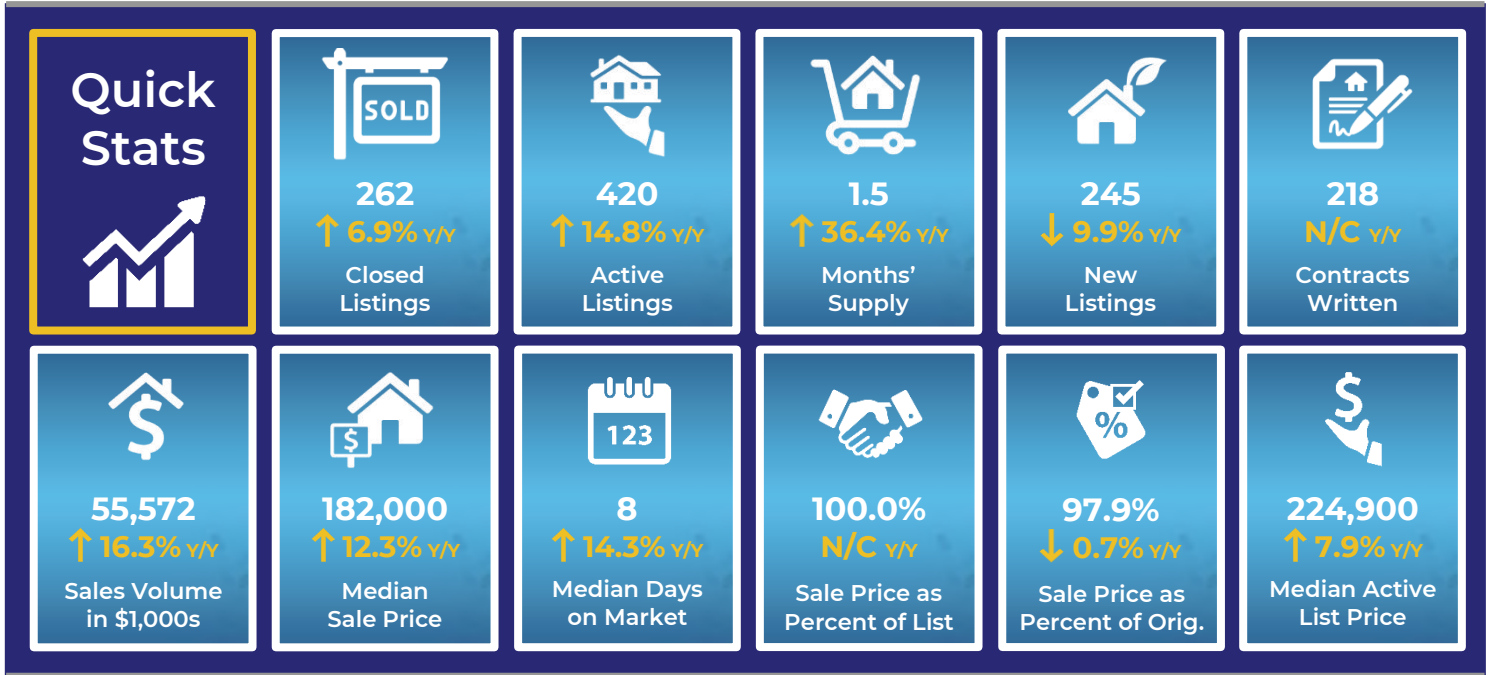 Quick
Stats
SOLD
262
↑ 6.9% Y/Y
Closed
Listings
420
↑ 14.8% Y/Y
Active
Listings
1.5
↑ 36.4% Y/Y
Months’
Supply
245
↓ 9.9% Y/Y
New
Listings
218
N/C Y/Y
Contracts
Written
$
55,572
↑ 16.3% Y/Y
Sales Volume
in $1,000s
$
182,000
↑ 12.3% Y/Y
Median
Sale Price
123
8
↑ 14.3% Y/Y
Median Days
on Market
100.0%
N/C Y/Y
Sale Price as
Percent of List
%
97.9%
↓ 0.7% Y/Y
Sale Price as
Percent of Orig.
$
224,900
↑ 7.9% Y/Y
Median Active
List Price